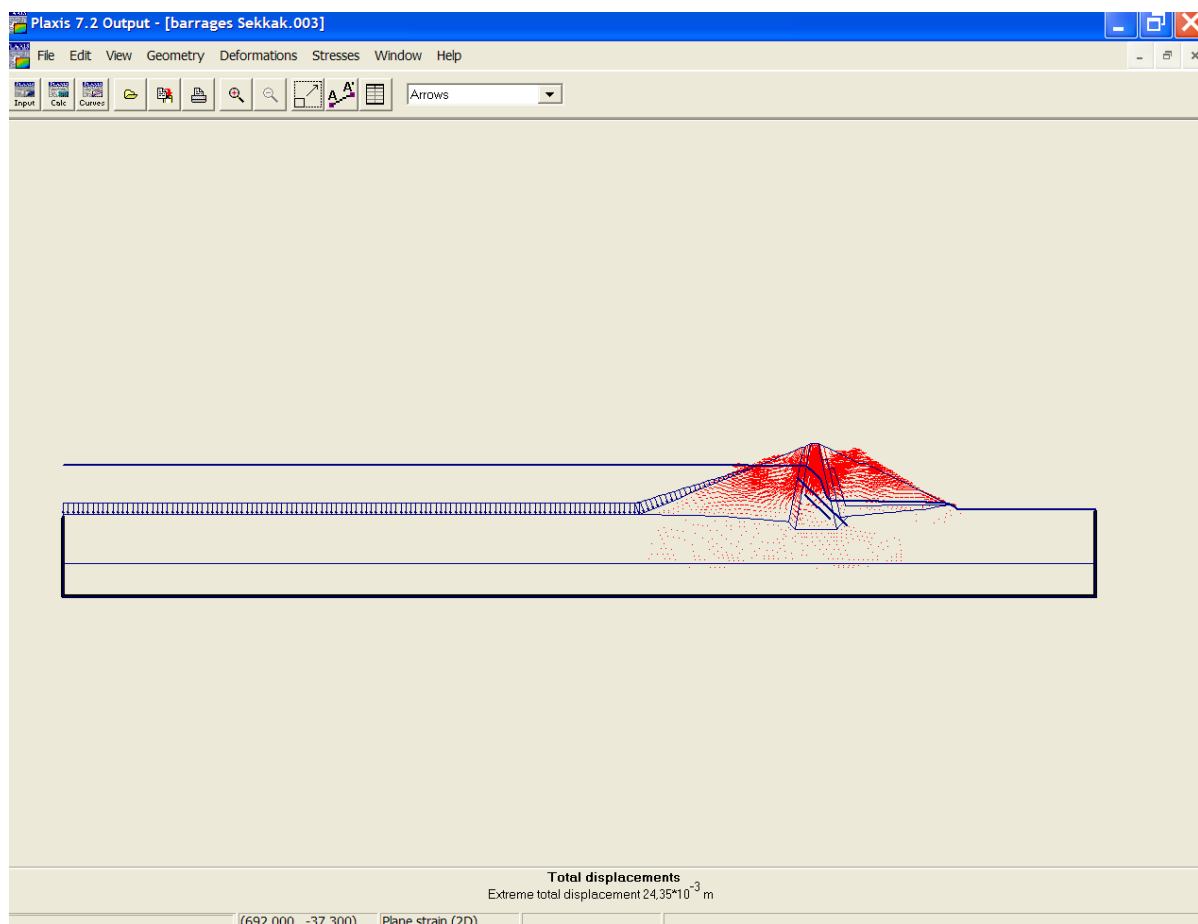 Plaxis 7.2 Output - [barrages Sekkak.003]
File Edit View Geometry Deformations Stresses Window Help
Input Calc Curves A A' Arrows
Total displacements
Extreme total displacement 24,35*10⁻³ m
(692.000, -37.300) Plane strain (2D)